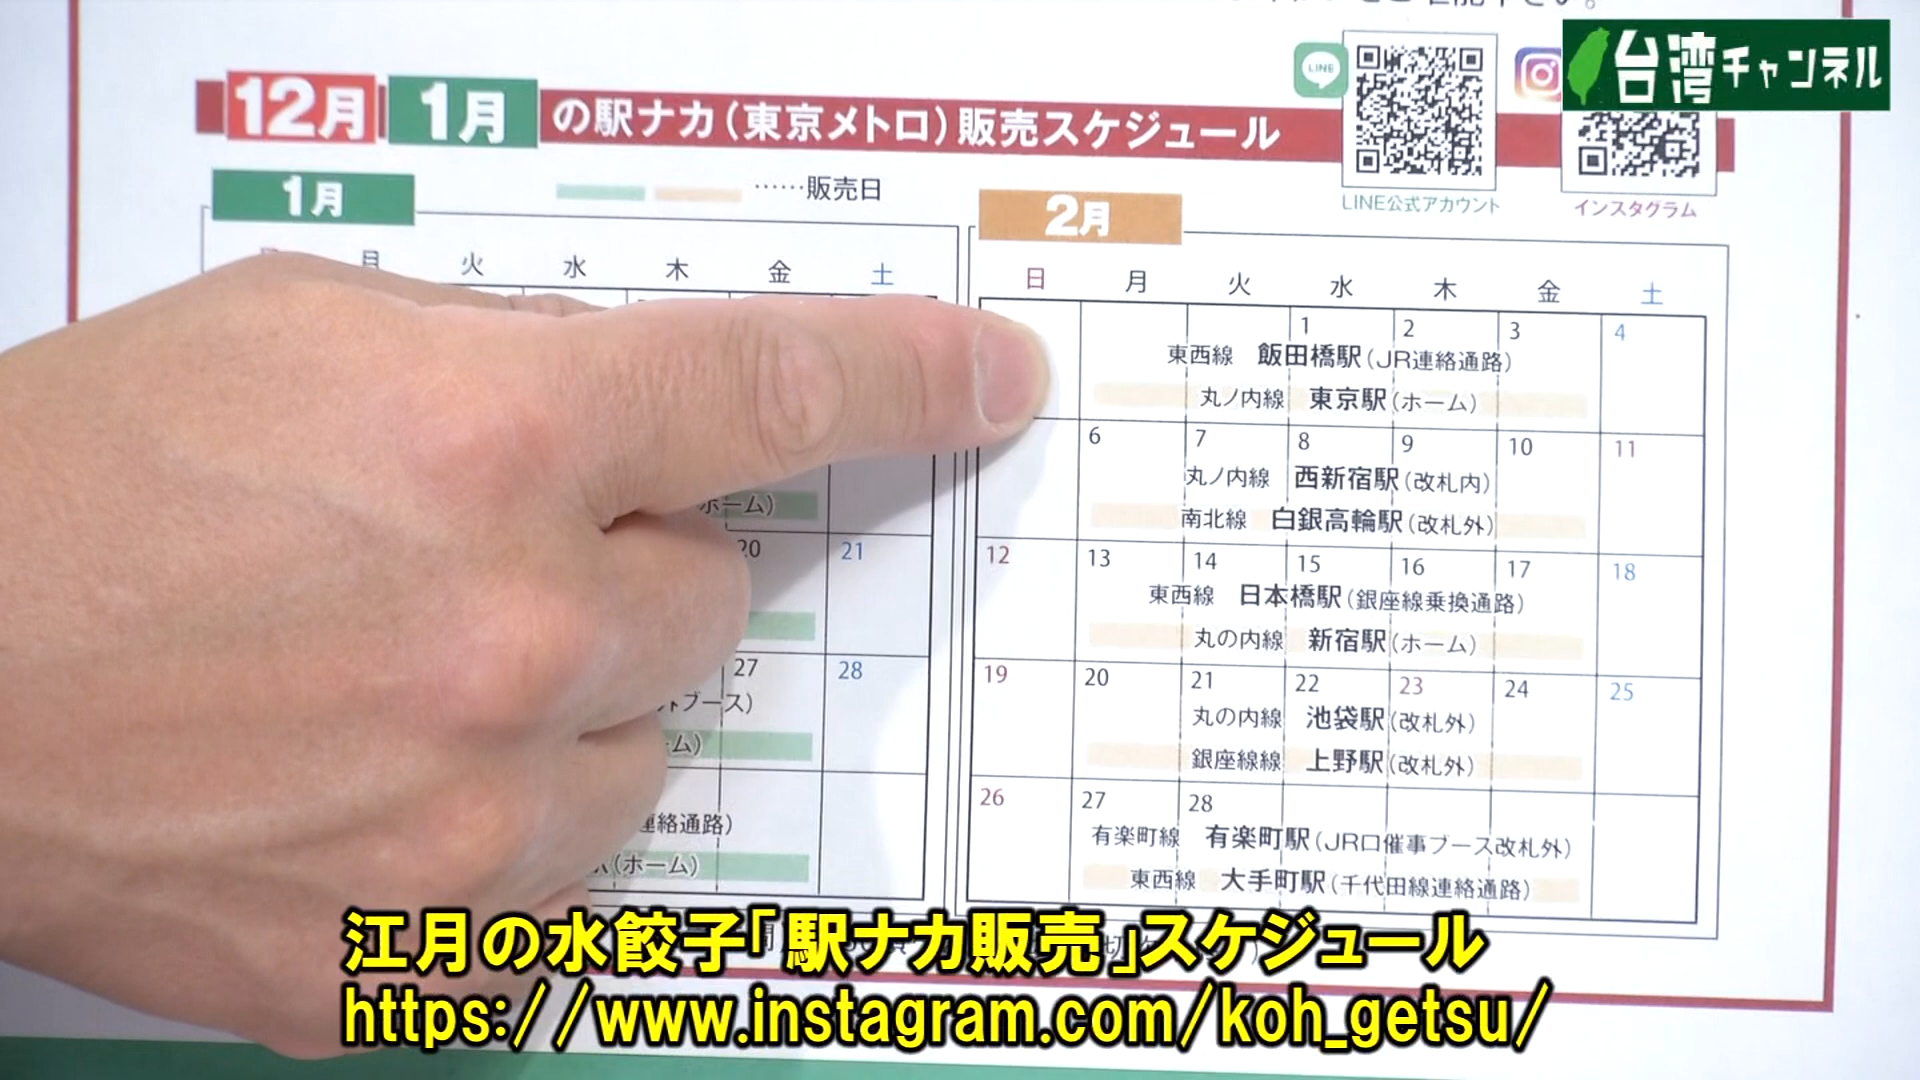 台湾チャンネル
LINE
12月 1月 の駅ナカ（東京メトロ）販売スケジュール
LINE公式アカウント
インスタグラム
1月
……販売日
月 火 水 木 金 土
ホーム）
20 21
27 28
トブース）
ーム）
連絡通路）
（ホーム）
2月
日 月 火 水 木 金 土
1 2 3 4
東西線 飯田橋駅（JR連絡通路）
丸ノ内線 東京駅（ホーム）
6 7 8 9 10 11
丸ノ内線 西新宿駅（改札内）
南北線 白銀高輪駅（改札外）
12 13 14 15 16 17 18
東西線 日本橋駅（銀座線乗換通路）
丸の内線 新宿駅（ホーム）
19 20 21 22 23 24 25
丸の内線 池袋駅（改札外）
銀座線線 上野駅（改札外）
26 27 28
有楽町線 有楽町駅（JR口催事ブース改札外）
東西線 大手町駅（千代田線連絡通路）
江月の水餃子「駅ナカ販売」スケジュール
https://www.instagram.com/koh_getsu/